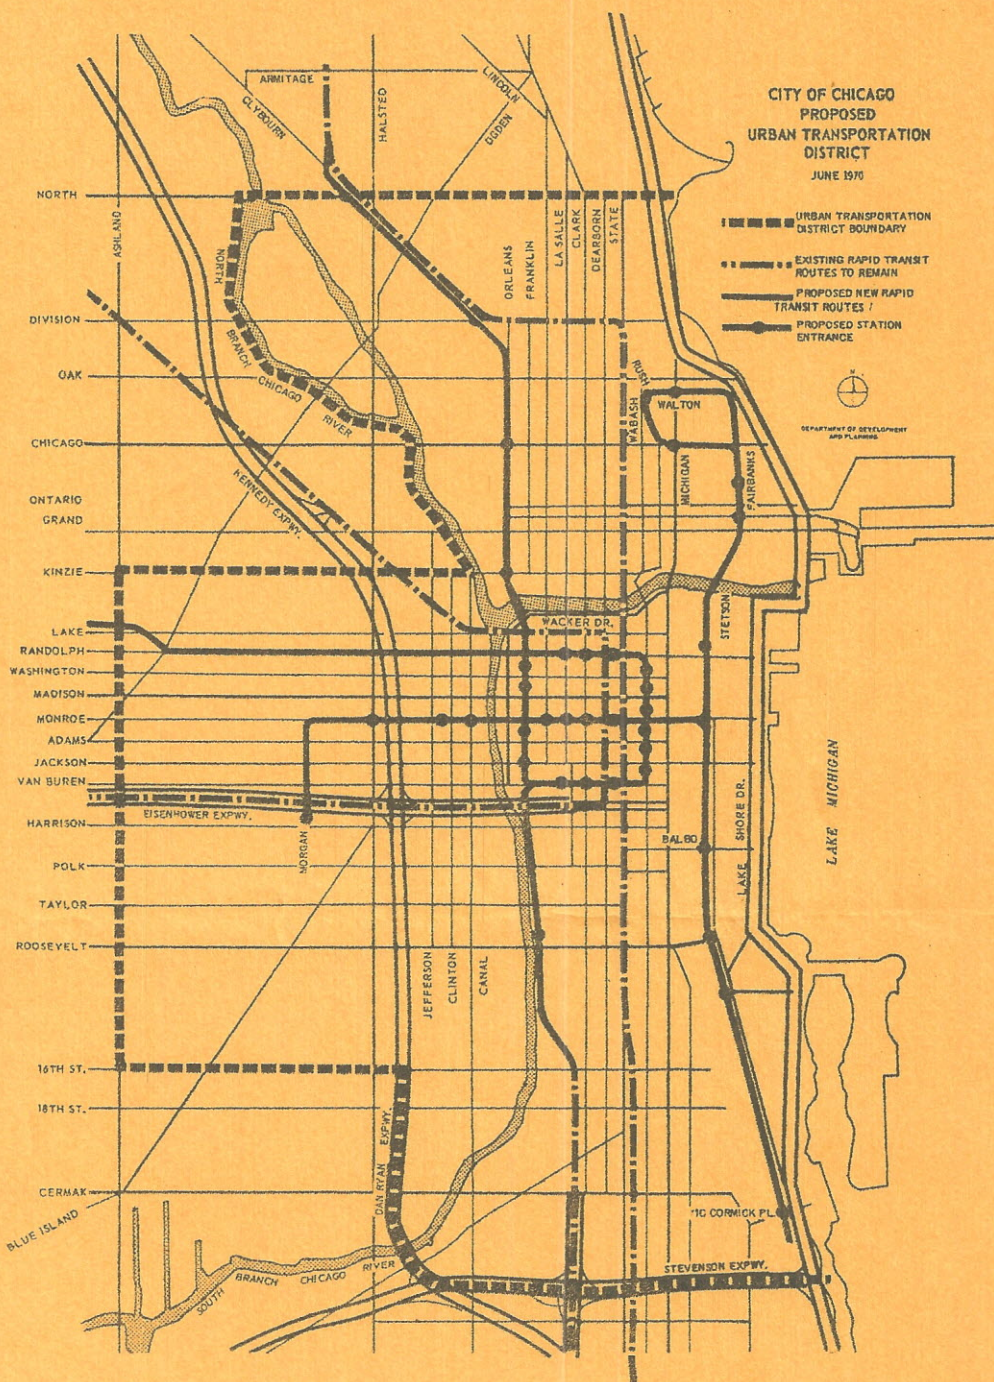 CITY OF CHICAGO
PROPOSED
URBAN TRANSPORTATION
DISTRICT
JUNE 1970
URBAN TRANSPORTATION
DISTRICT BOUNDARY
EXISTING RAPID TRANSIT
ROUTES TO REMAIN
PROPOSED NEW RAPID
TRANSIT ROUTES
PROPOSED STATION
ENTRANCE
N
DEPARTMENT OF DEVELOPMENT
AND PLANNING
ARMITAGE
CLYBOURN
HALSTED
LINCOLN
OGDEN
NORTH
ASHLAND
NORTH
BRANCH
CHICAGO
RIVER
ORLEANS
FRANKLIN
LA SALLE
CLARK
DEARBORN
STATE
DIVISION
OAK
RUSH
WABASH
WALTON
CHICAGO
MICHIGAN
FAIRBANKS
KENNEDY EXPWY.
ONTARIO
GRAND
KINZIE
STETSON
WACKER DR.
LAKE
RANDOLPH
WASHINGTON
MADISON
MONROE
ADAMS
JACKSON
VAN BUREN
EISENHOWER EXPWY.
HARRISON
MORGAN
BALBO
LAKE SHORE DR.
LAKE MICHIGAN
POLK
TAYLOR
ROOSEVELT
JEFFERSON
CLINTON
CANAL
16TH ST.
18TH ST.
DAN RYAN EXPWY.
CERMAK
BLUE ISLAND
MC CORMICK PL.
STEVENSON EXPWY.
SOUTH
BRANCH
CHICAGO
RIVER